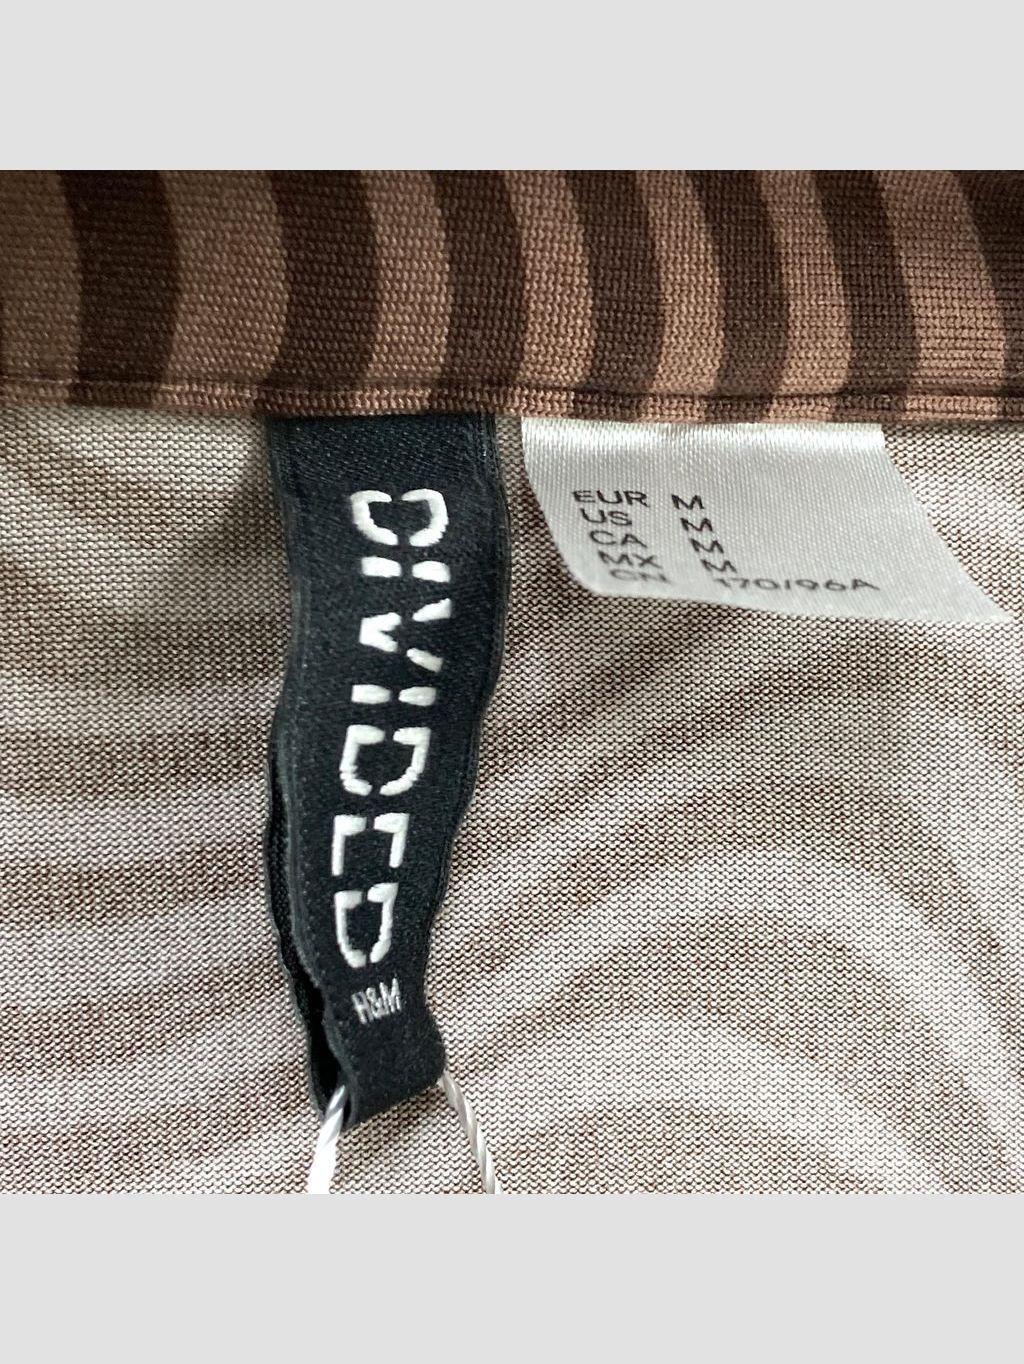 DIVIDED
H&M
EUR M
US M
CA M
MX M
CN 170/96A